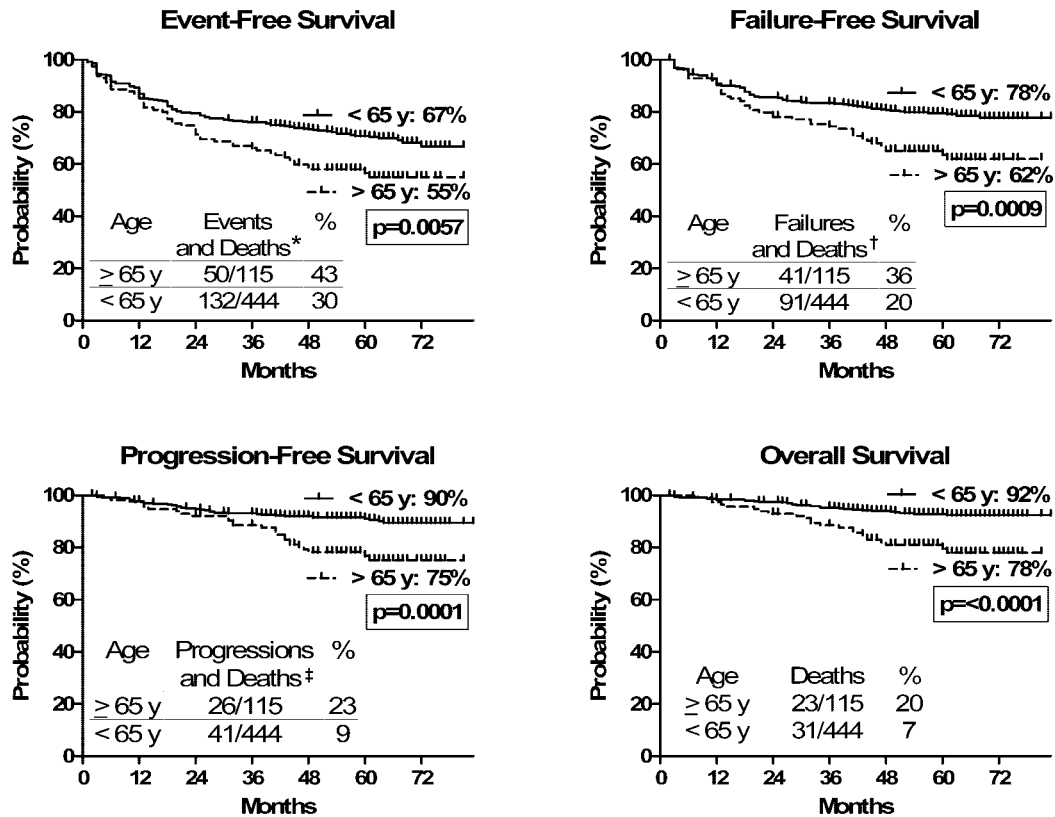 Event-Free Survival
Probability (%)
100
80
60
40
20
0
< 65 y: 67%
> 65 y: 55%
p=0.0057
Age Events and Deaths* %
≥ 65 y 50/115 43
< 65 y 132/444 30
0 12 24 36 48 60 72
Months
Failure-Free Survival
Probability (%)
100
80
60
40
20
0
< 65 y: 78%
> 65 y: 62%
p=0.0009
Age Failures and Deaths† %
≥ 65 y 41/115 36
< 65 y 91/444 20
0 12 24 36 48 60 72
Months
Progression-Free Survival
Probability (%)
100
80
60
40
20
0
< 65 y: 90%
> 65 y: 75%
p=0.0001
Age Progressions and Deaths‡ %
≥ 65 y 26/115 23
< 65 y 41/444 9
0 12 24 36 48 60 72
Months
Overall Survival
Probability (%)
100
80
60
40
20
0
< 65 y: 92%
> 65 y: 78%
p=<0.0001
Age Deaths %
≥ 65 y 23/115 20
< 65 y 31/444 7
0 12 24 36 48 60 72
Months